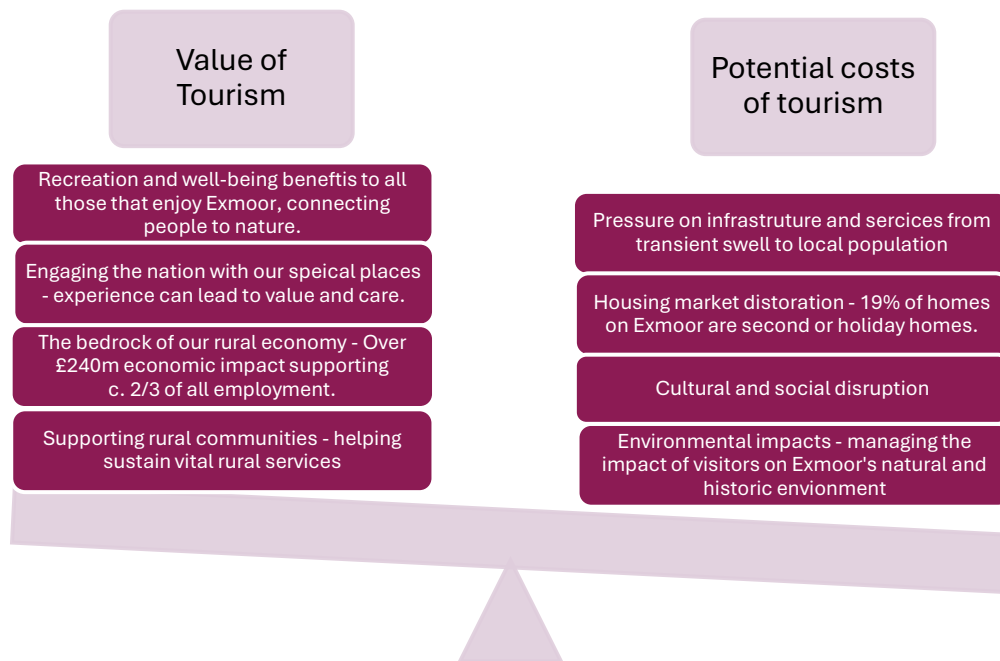 Value of
Tourism
Recreation and well-being beneftis to all
those that enjoy Exmoor, connecting
people to nature.
Engaging the nation with our speical places
- experience can lead to value and care.
The bedrock of our rural economy - Over
£240m economic impact supporting
c. 2/3 of all employment.
Supporting rural communities - helping
sustain vital rural services
Potential costs
of tourism
Pressure on infrastruture and sercices from
transient swell to local population
Housing market distoration - 19% of homes
on Exmoor are second or holiday homes.
Cultural and social disruption
Environmental impacts - managing the
impact of visitors on Exmoor's natural and
historic envionment